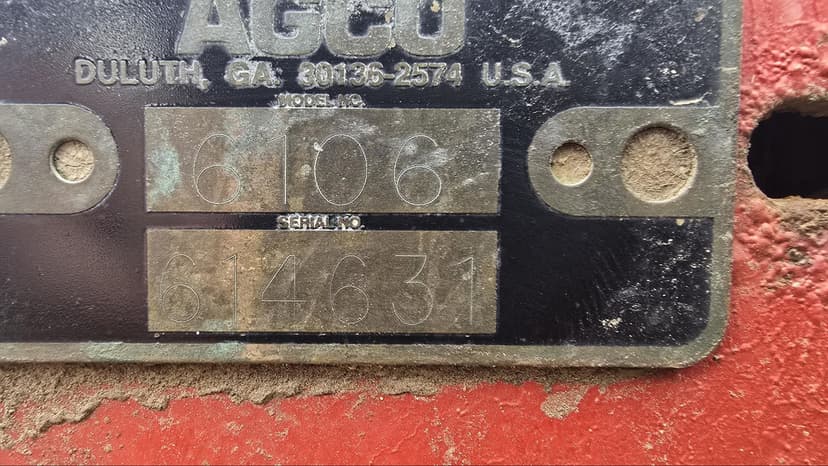 AGCO
DULUTH, GA. 30136-2574 U.S.A.
MODEL NO.
6106
SERIAL NO.
614631